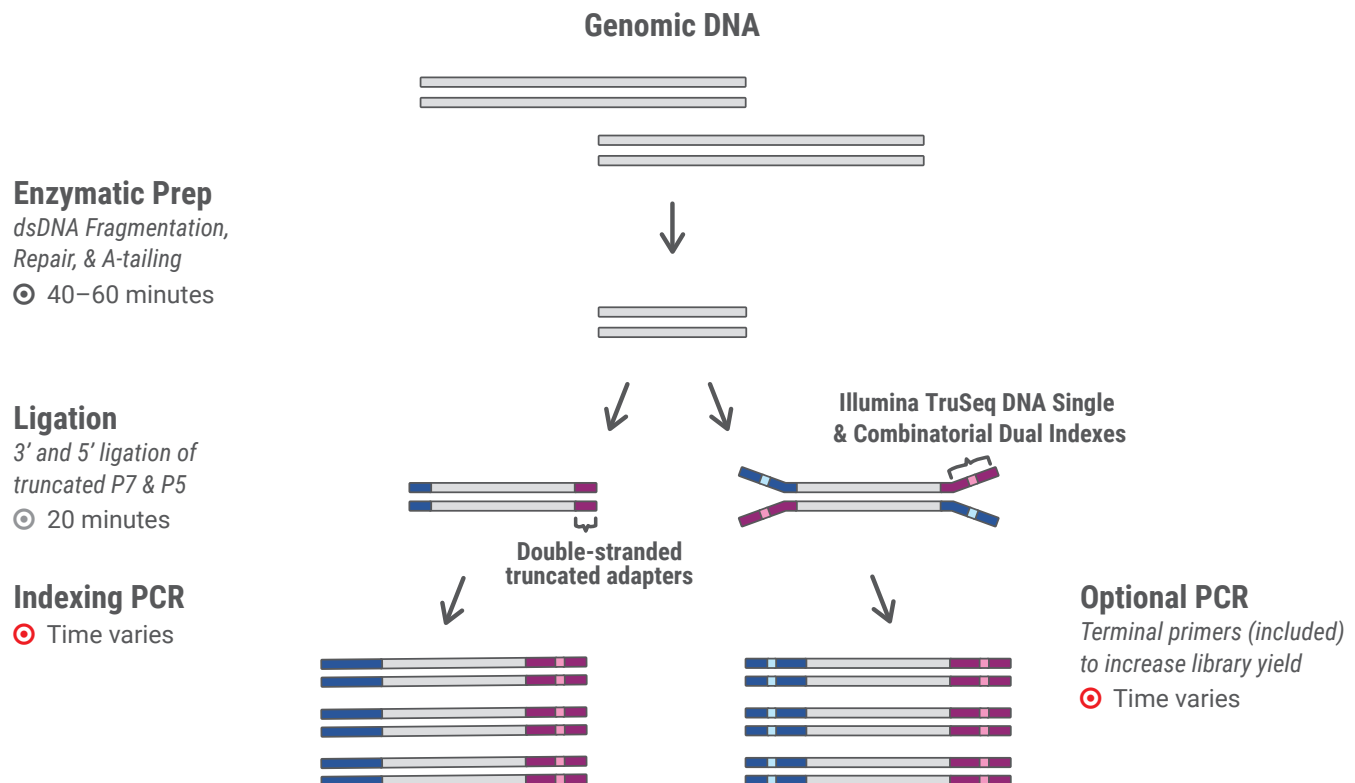 Genomic DNA
Enzymatic Prep
dsDNA Fragmentation,
Repair, & A-tailing
40–60 minutes
Ligation
3’ and 5’ ligation of
truncated P7 & P5
20 minutes
Illumina TruSeq DNA Single
& Combinatorial Dual Indexes
Double-stranded
truncated adapters
Indexing PCR
Time varies
Optional PCR
Terminal primers (included)
to increase library yield
Time varies